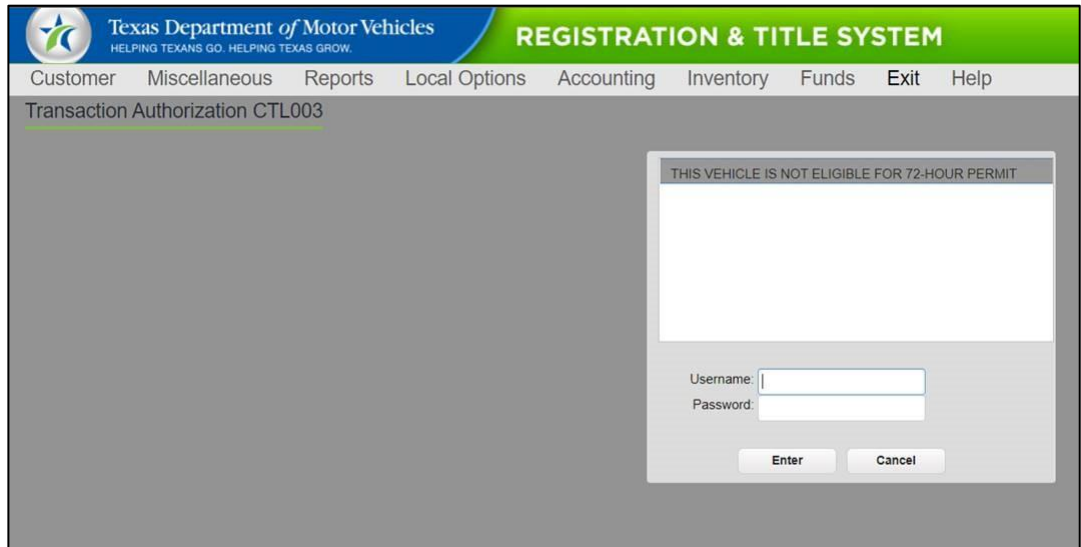 Texas Department of Motor Vehicles
HELPING TEXANS GO. HELPING TEXAS GROW.
REGISTRATION & TITLE SYSTEM
Customer Miscellaneous Reports Local Options Accounting Inventory Funds Exit Help
Transaction Authorization CTL003
THIS VEHICLE IS NOT ELIGIBLE FOR 72-HOUR PERMIT
Username:
Password:
Enter Cancel